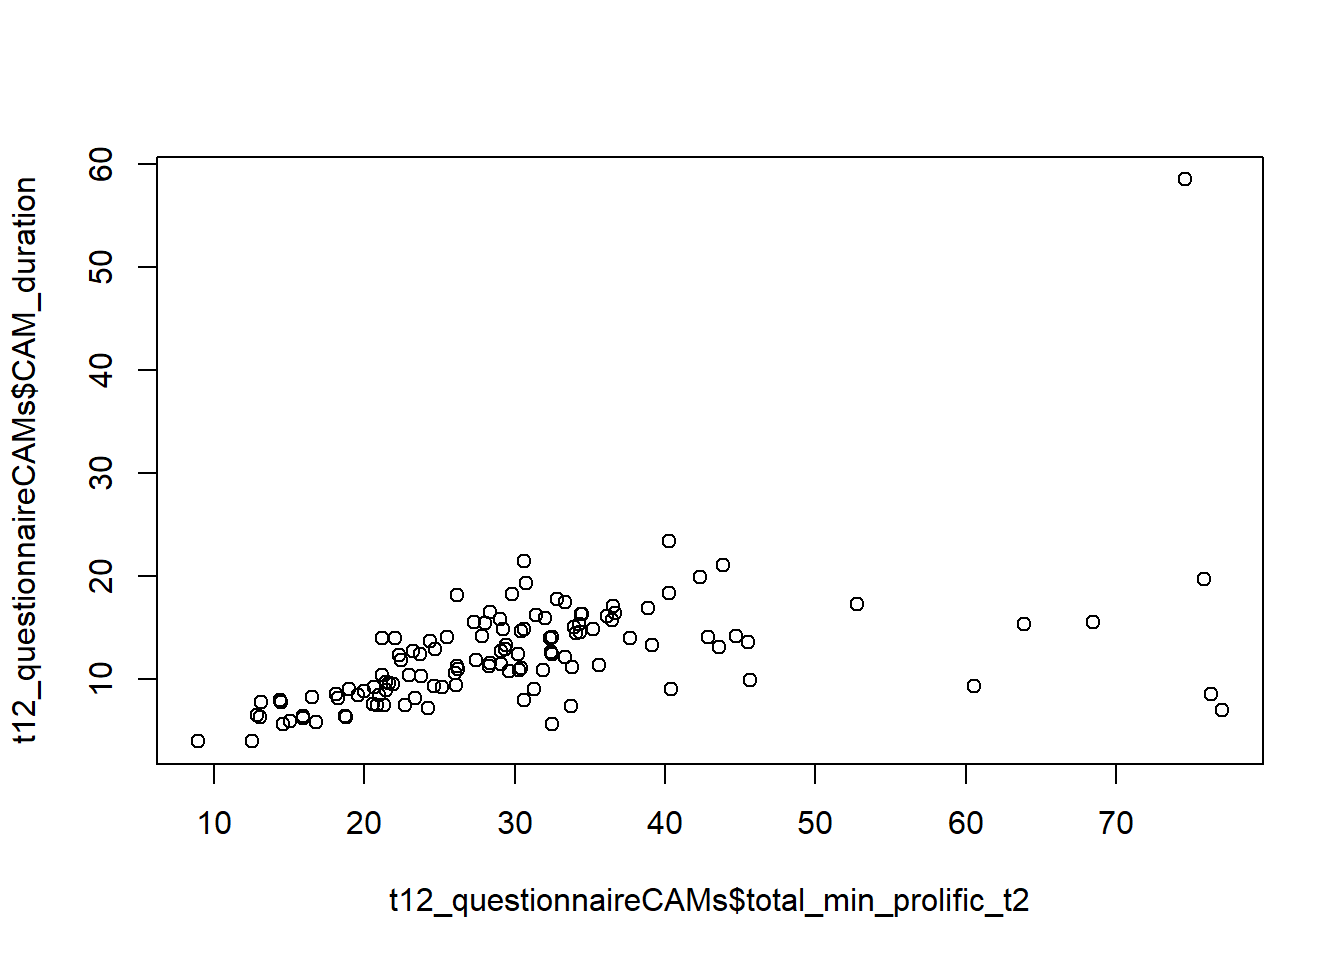 t12_questionnaireCAMs$CAM_duration
60
50
40
30
20
10
10 20 30 40 50 60 70
t12_questionnaireCAMs$total_min_prolific_t2